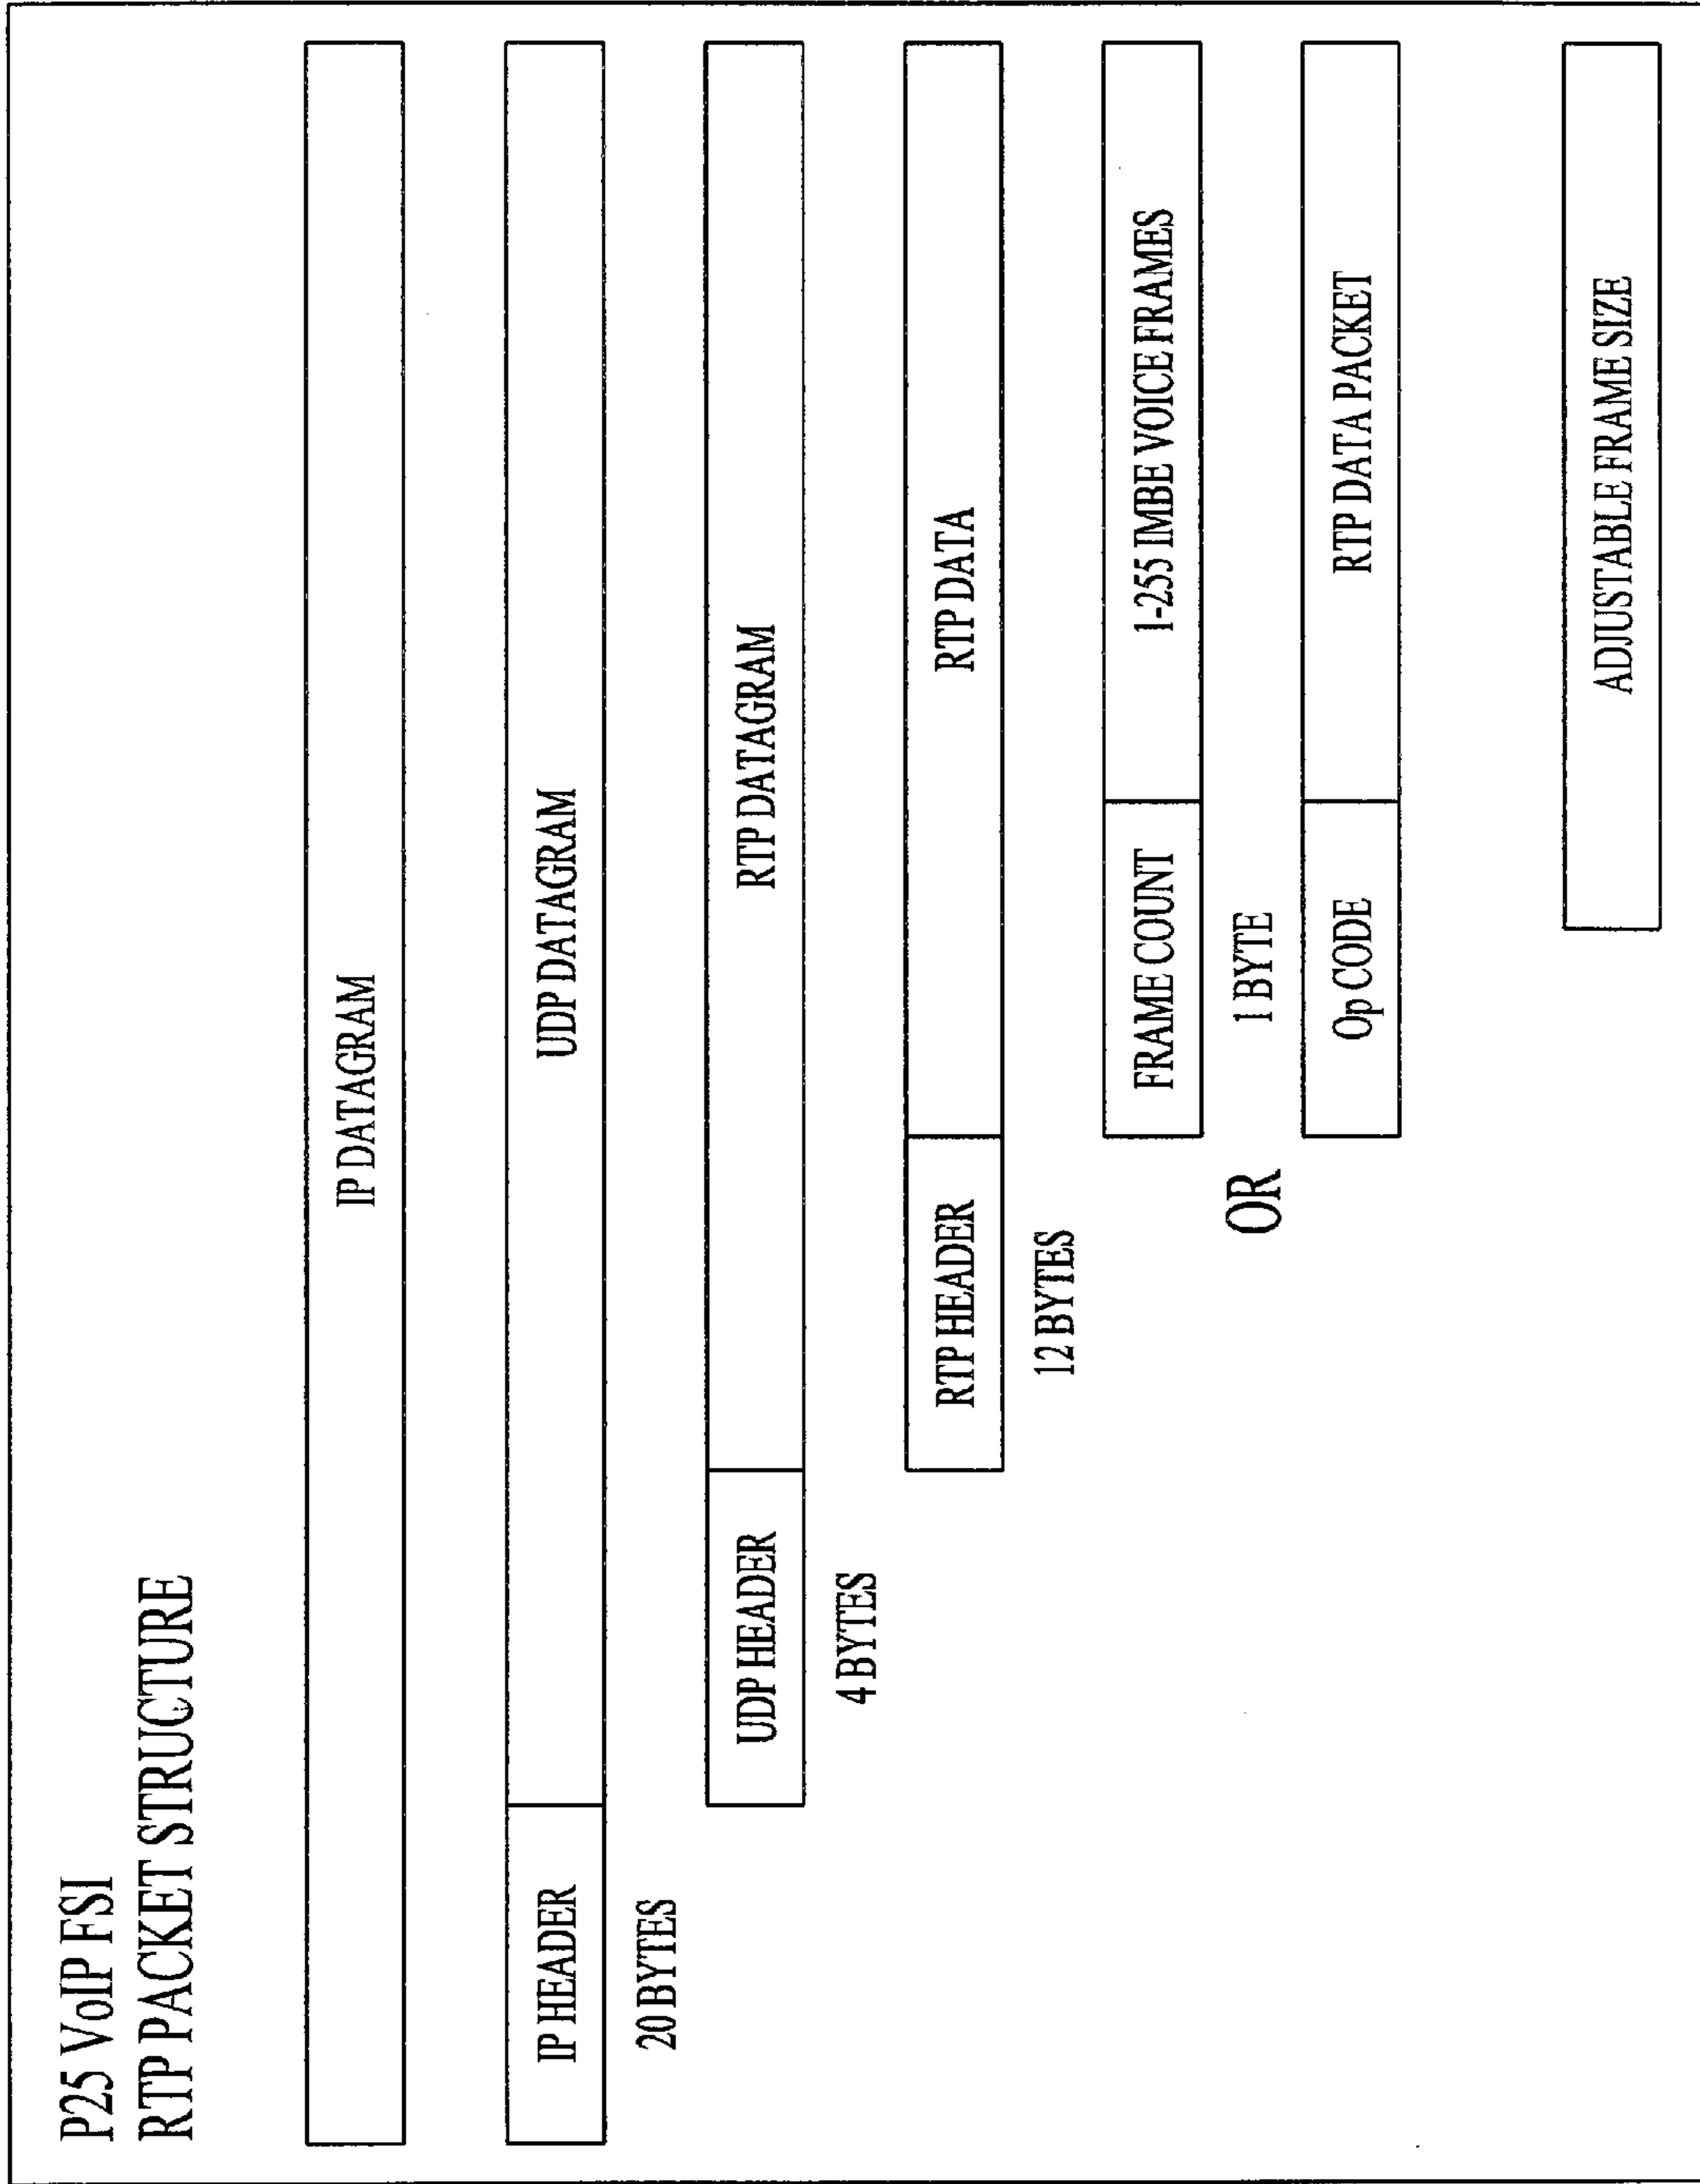 P25 VoIP FSI
RTP PACKET STRUCTURE
IP DATAGRAM
IP HEADER
UDP DATAGRAM
20 BYTES
UDP HEADER
RTP DATAGRAM
4 BYTES
RTP HEADER
RTP DATA
12 BYTES
FRAME COUNT
1-255 IMBE VOICE FRAMES
OR
1 BYTE
Op CODE
RTP DATA PACKET
ADJUSTABLE FRAME SIZE